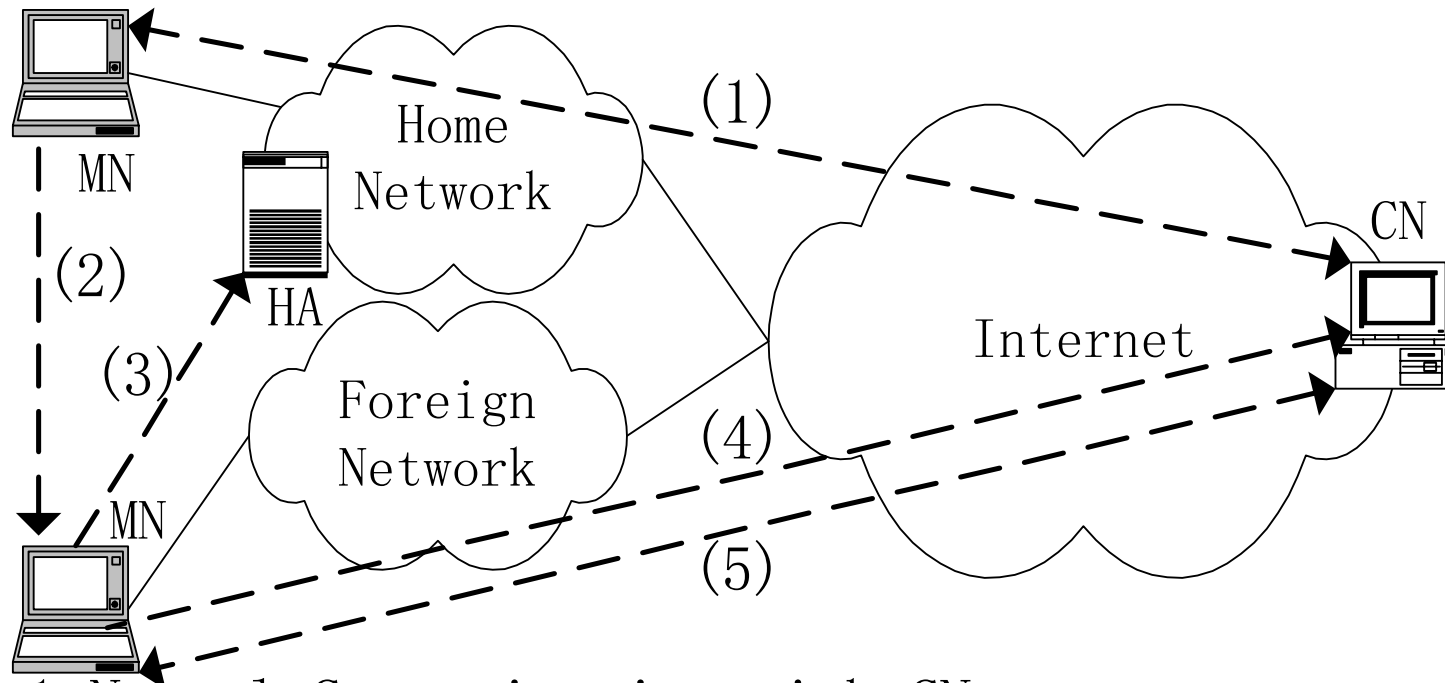 (1)
Home
Network
MN
CN
(2)
HA
Internet
(3)
Foreign
Network
(4)
MN
(5)